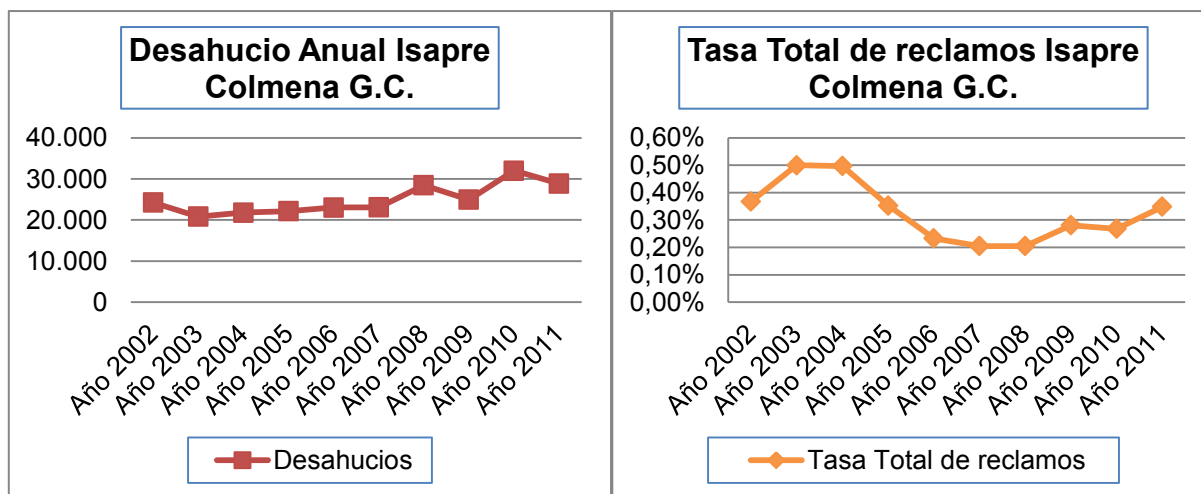 Desahucio Anual Isapre
Colmena G.C.
40.000
30.000
20.000
10.000
0
Año 2002
Año 2003
Año 2004
Año 2005
Año 2006
Año 2007
Año 2008
Año 2009
Año 2010
Año 2011
Desahucios
Tasa Total de reclamos Isapre
Colmena G.C.
0,60%
0,50%
0,40%
0,30%
0,20%
0,10%
0,00%
Año 2002
Año 2003
Año 2004
Año 2005
Año 2006
Año 2007
Año 2008
Año 2009
Año 2010
Año 2011
Tasa Total de reclamos